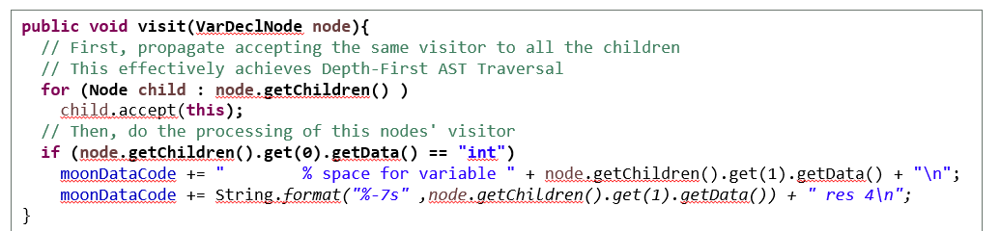 public void visit(VarDeclNode node){
  // First, propagate accepting the same visitor to all the children
  // This effectively achieves Depth-First AST Traversal
  for (Node child : node.getChildren() )
    child.accept(this);
  // Then, do the processing of this nodes' visitor
  if (node.getChildren().get(0).getData() == "int")
    moonDataCode += "        % space for variable " + node.getChildren().get(1).getData() + "\n";
    moonDataCode += String.format("%-7s" ,node.getChildren().get(1).getData()) + " res 4\n";
}